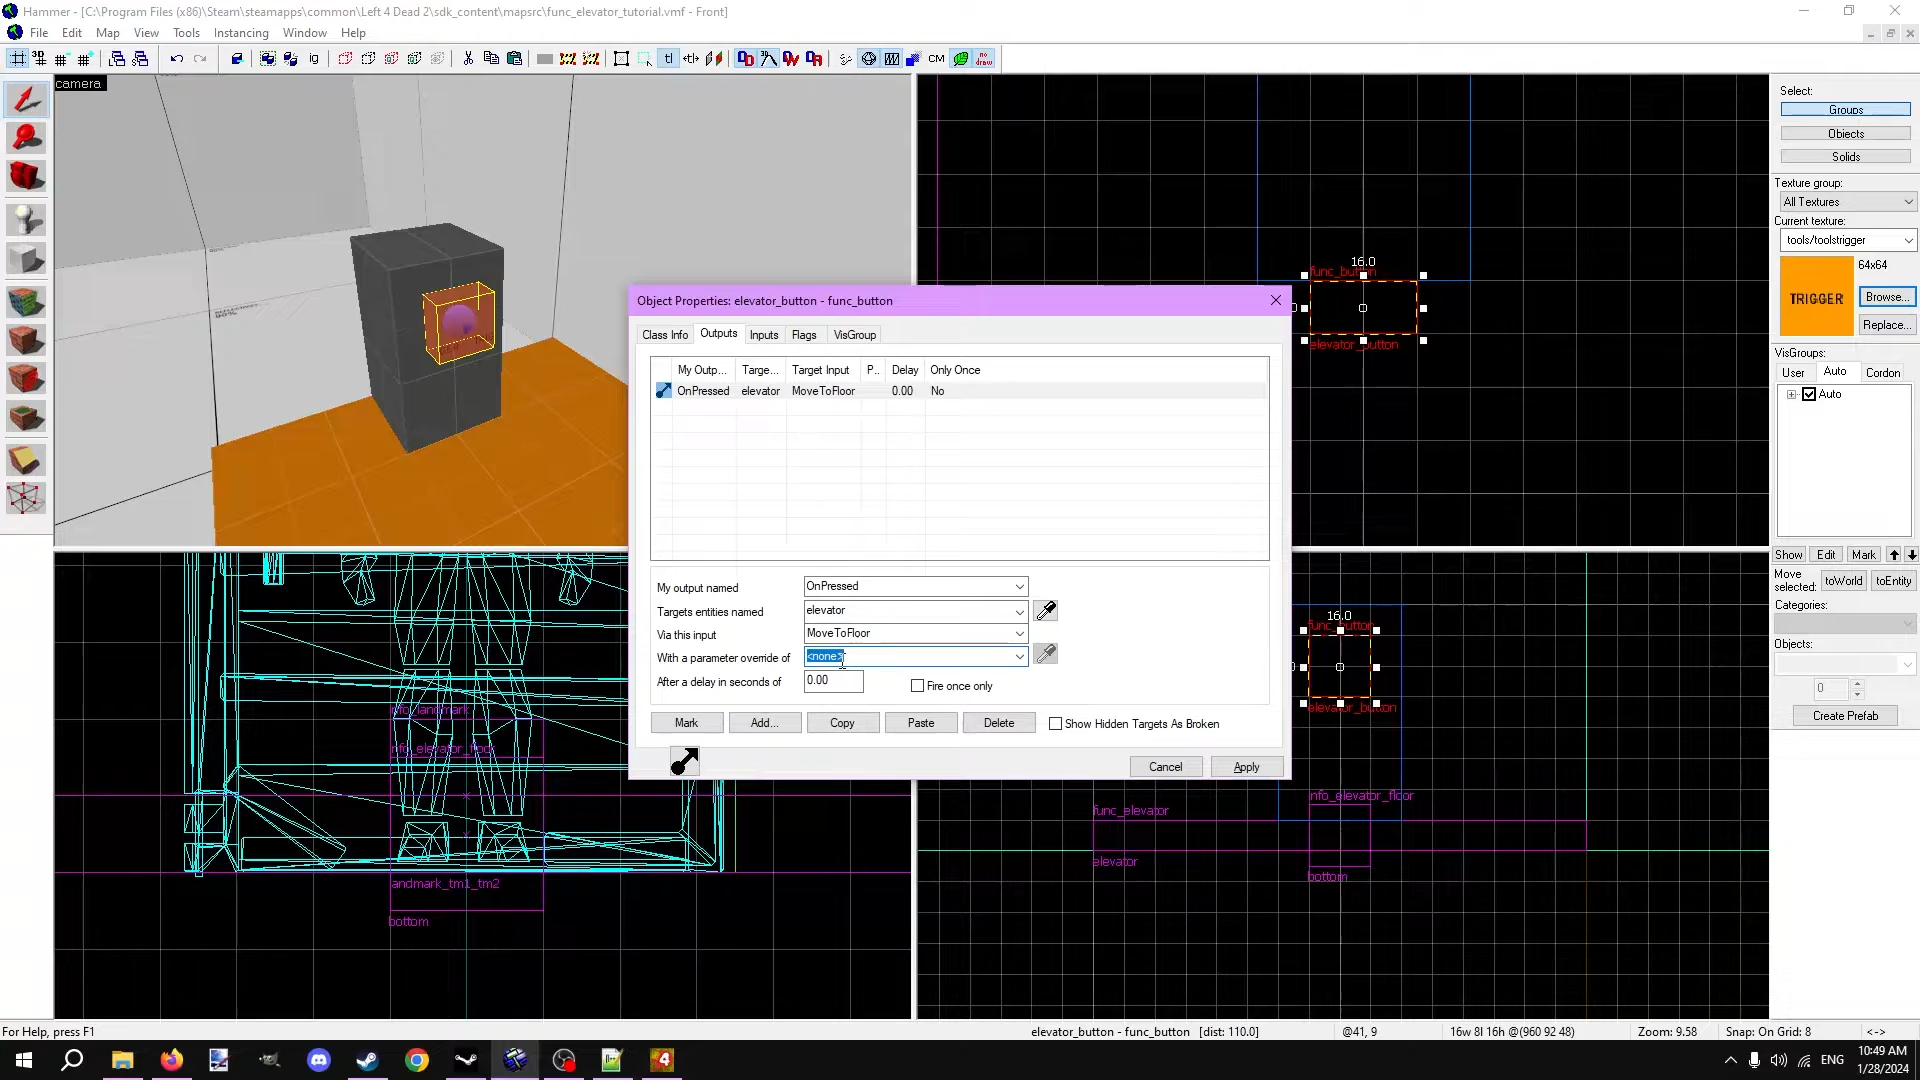 Hammer - [C:\Program Files (x86)\Steam\steamapps\common\Left 4 Dead 2\sdk_content\mapsrc\func_elevator_tutorial.vmf - Front]
File Edit Map View Tools Instancing Window Help
camera
Select:
Groups
Objects
Solids
Texture group:
All Textures
Current texture:
tools/toolstrigger
64x64
TRIGGER
Browse...
Replace...
VisGroups:
User Auto Cordon
Auto
Show Edit Mark
Move selected: toWorld toEntity
Categories:
Objects:
0
Create Prefab
16.0
func_button
elevator_button
Object Properties: elevator_button - func_button
Class Info Outputs Inputs Flags VisGroup
My Outp... Targe... Target Input P... Delay Only Once
OnPressed elevator MoveToFloor 0.00 No
My output named OnPressed
Targets entities named elevator
Via this input MoveToFloor
With a parameter override of <none>
After a delay in seconds of 0.00 Fire once only
Mark Add... Copy Paste Delete Show Hidden Targets As Broken
Cancel Apply
info_landmark
info_elevator_floor
landmark_tm1_tm2
bottom
16.0
func_button
elevator_button
func_elevator
info_elevator_floor
elevator
bottom
For Help, press F1
elevator_button - func_button [dist: 110.0]
@41, 9
16w 8l 16h @(960 92 48)
Zoom: 9.58
Snap: On Grid: 8
<->
ENG
10:49 AM
1/28/2024